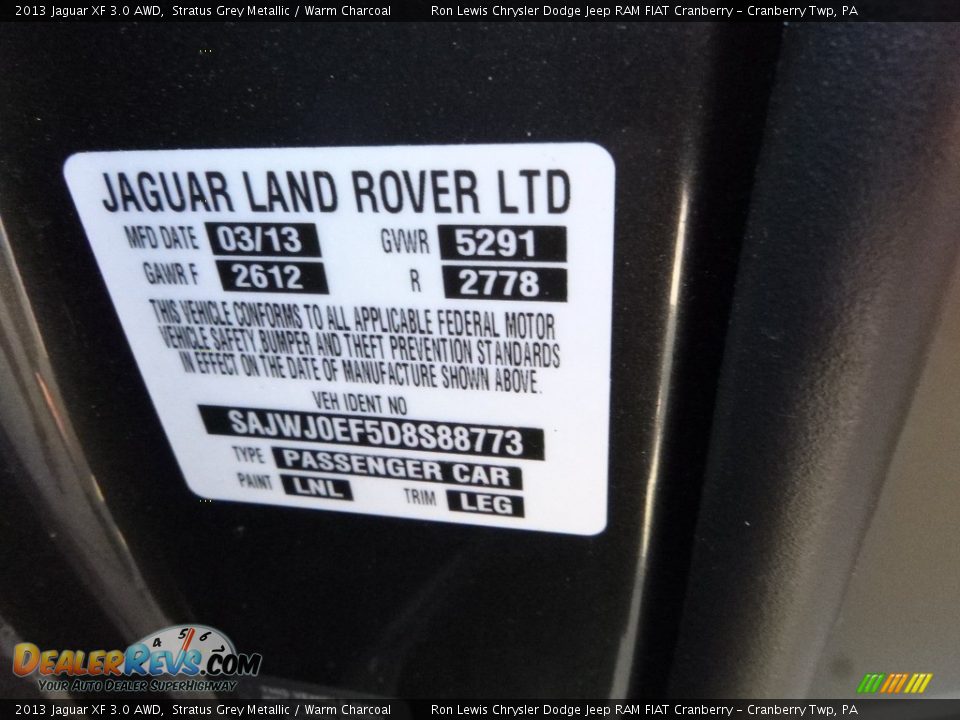 2013 Jaguar XF 3.0 AWD, Stratus Grey Metallic / Warm Charcoal Ron Lewis Chrysler Dodge Jeep RAM FIAT Cranberry - Cranberry Twp, PA
JAGUAR LAND ROVER LTD
MFD DATE 03/13 GVWR 5291
GAWR F 2612 R 2778
THIS VEHICLE CONFORMS TO ALL APPLICABLE FEDERAL MOTOR
VEHICLE SAFETY BUMPER AND THEFT PREVENTION STANDARDS
IN EFFECT ON THE DATE OF MANUFACTURE SHOWN ABOVE.
VEH IDENT NO
SAJWJ0EF5D8S88773
TYPE PASSENGER CAR
PAINT LNL TRIM LEG
4 5 6
DEALERREVS.COM
YOUR AUTO DEALER SUPERHIGHWAY
2013 Jaguar XF 3.0 AWD, Stratus Grey Metallic / Warm Charcoal Ron Lewis Chrysler Dodge Jeep RAM FIAT Cranberry - Cranberry Twp, PA